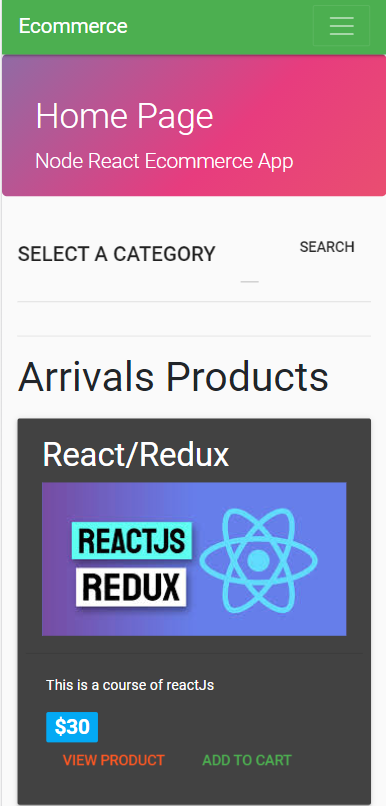 Ecommerce
Home Page
Node React Ecommerce App
SELECT A CATEGORY
SEARCH
Arrivals Products
React/Redux
REACTJS
REDUX
This is a course of reactJs
$30
VIEW PRODUCT
ADD TO CART